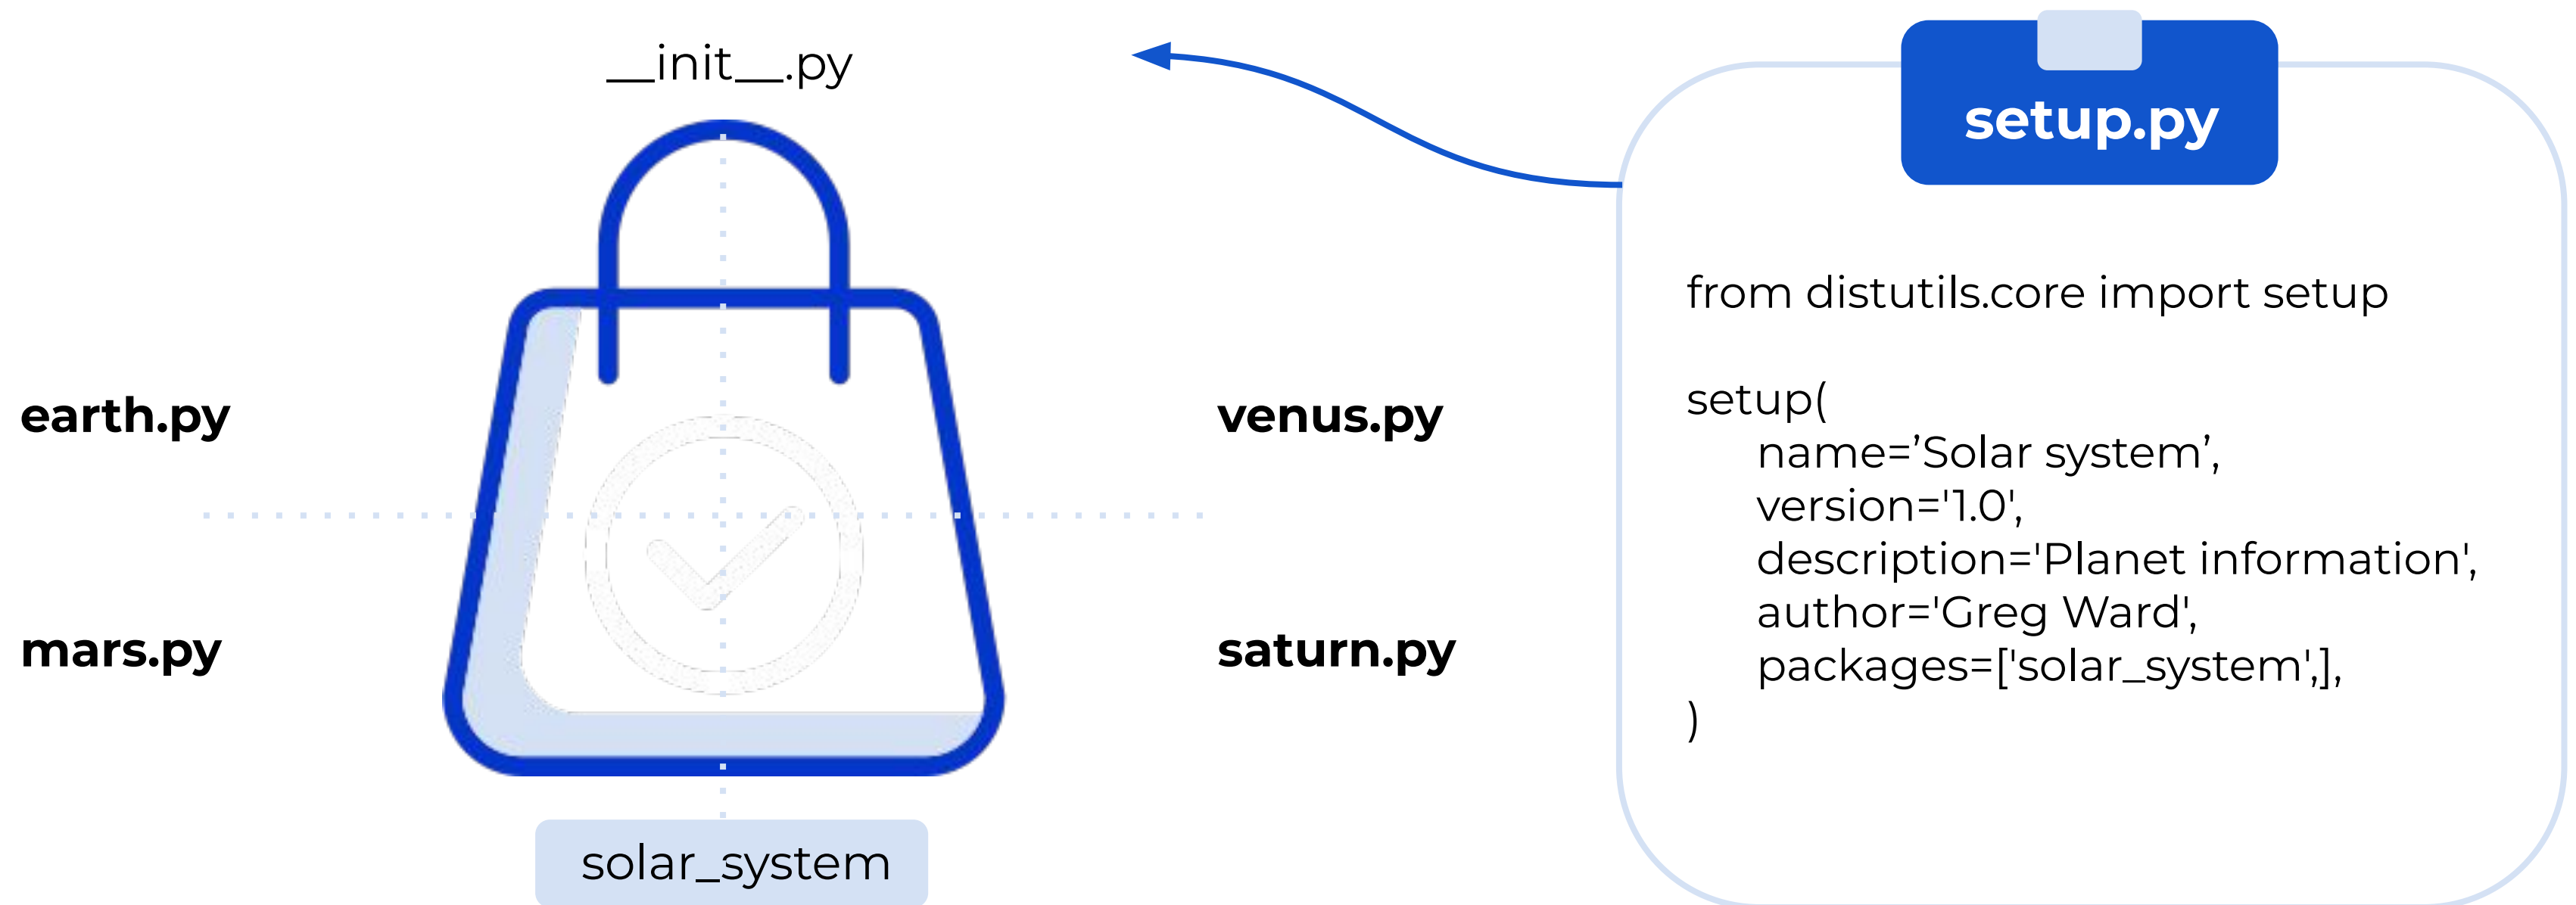 __init__.py
earth.py
venus.py
mars.py
saturn.py
solar_system
setup.py
from distutils.core import setup
setup(
name=’Solar system’,
version='1.0',
description='Planet information',
author='Greg Ward',
packages=['solar_system',],
)